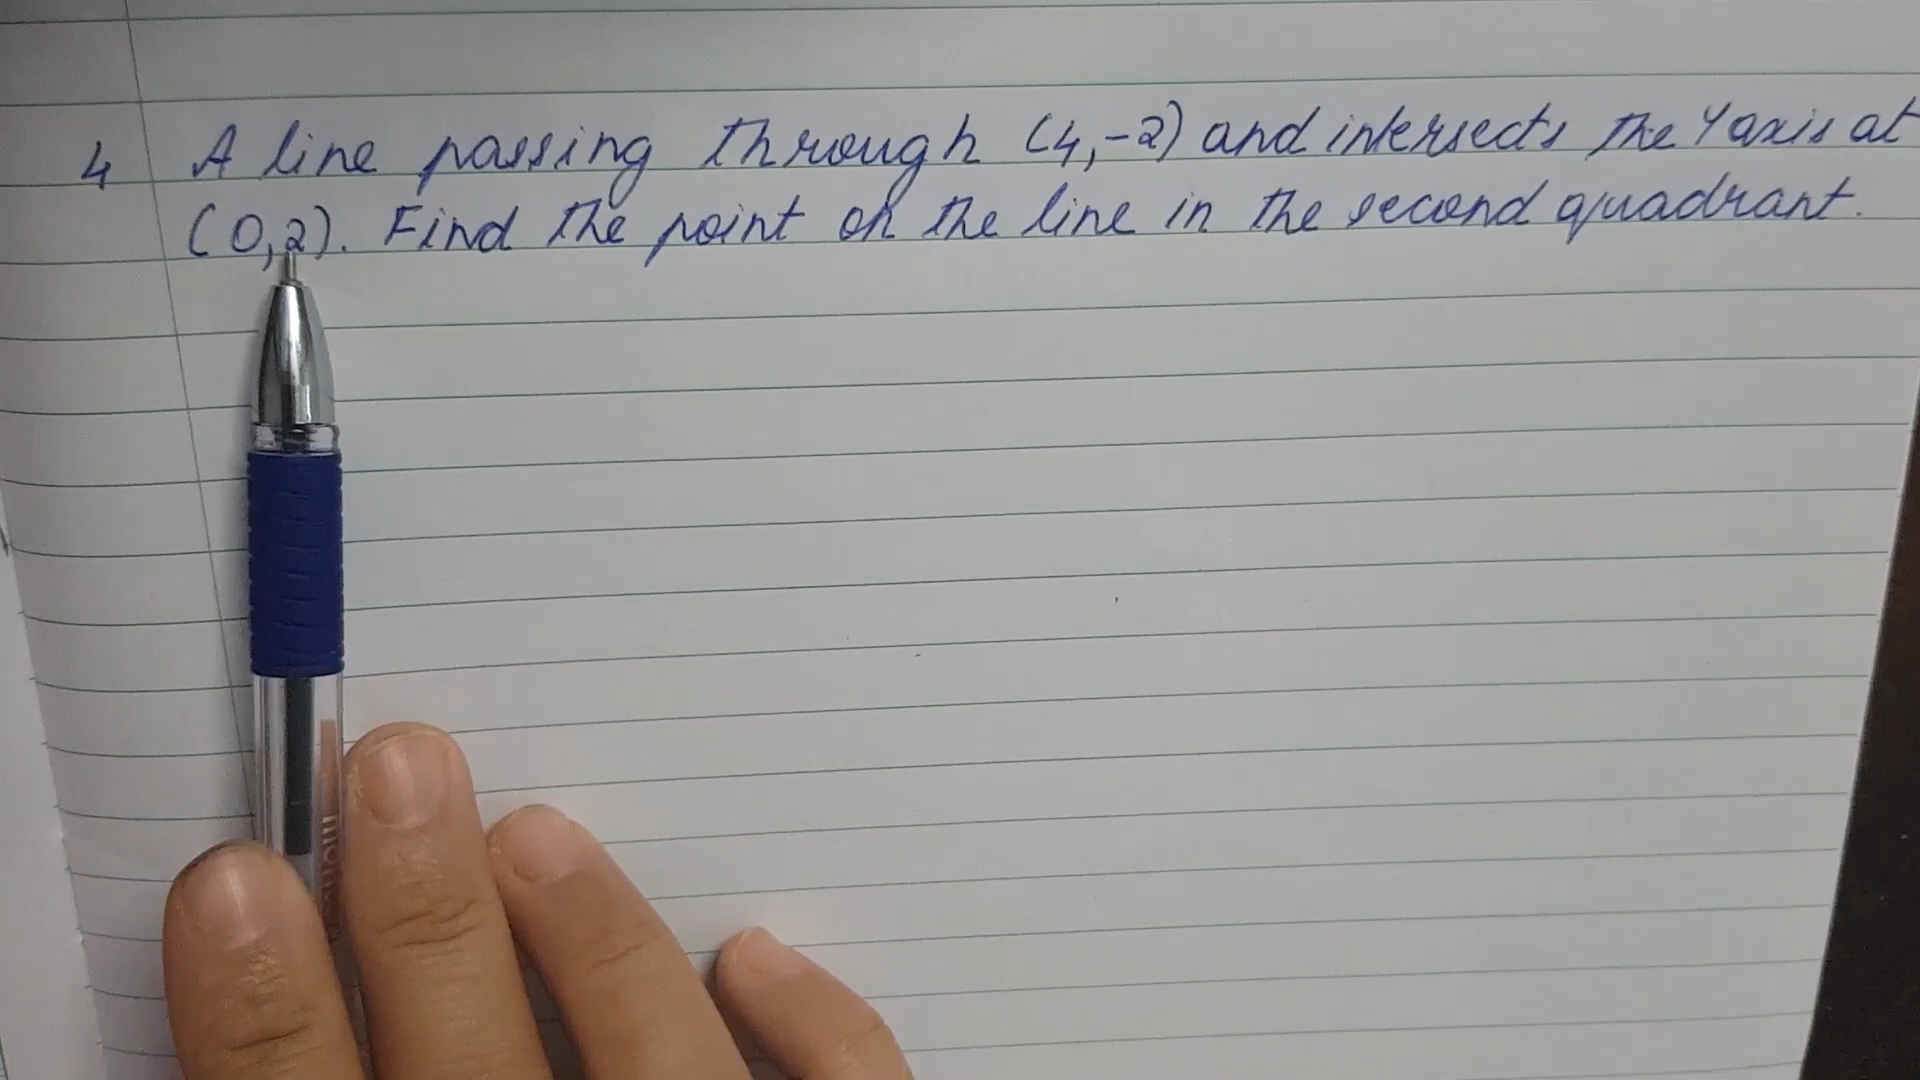 4 A line passing through (4,-2) and intersects the Y axis at
(0,2). Find the point on the line in the second quadrant.